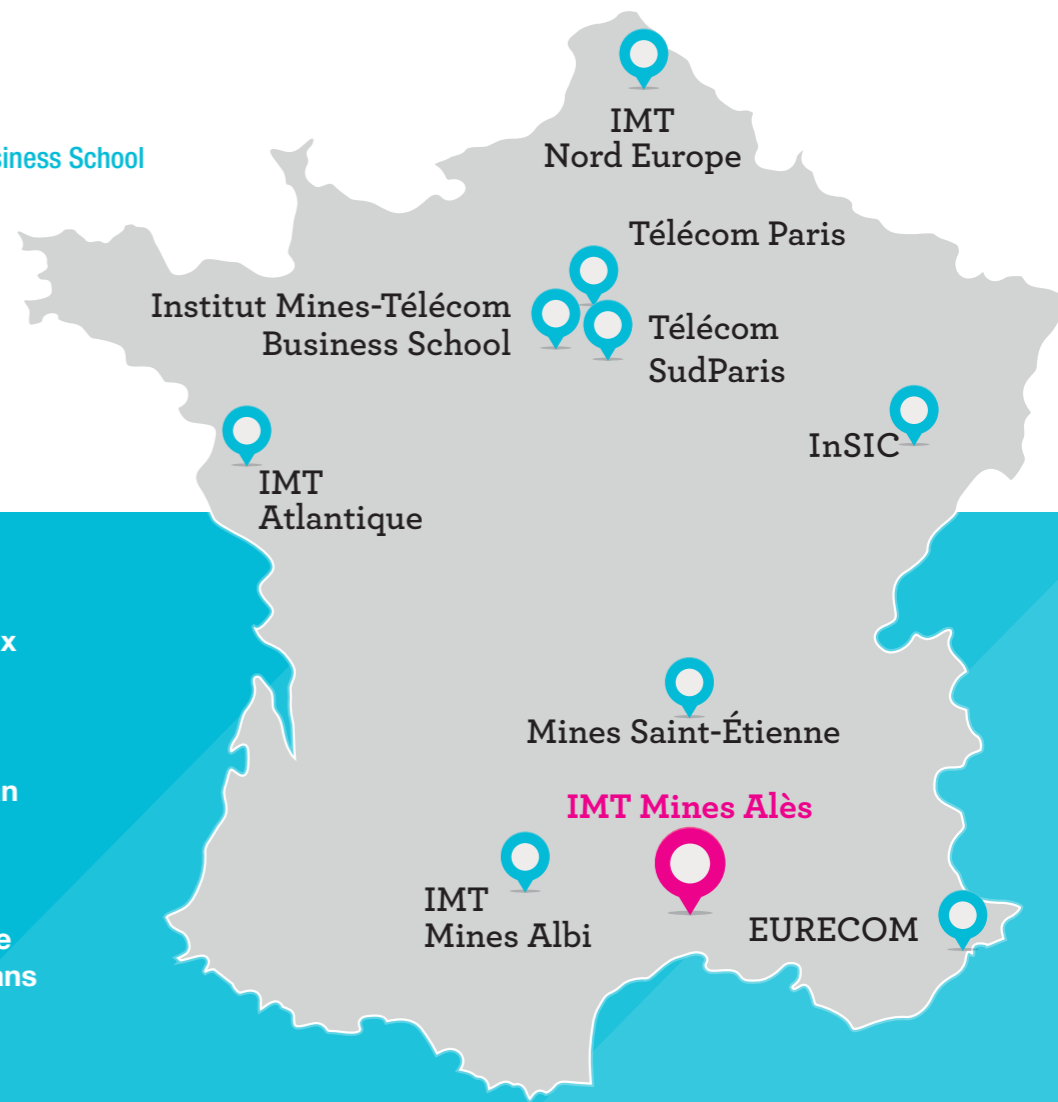 siness School
IMT
Nord Europe
Télécom Paris
Institut Mines-Télécom
Business School
Télécom
SudParis
InSIC
IMT
Atlantique
x
Mines Saint-Étienne
n
IMT Mines Alès
IMT
Mines Albi
EURECOM
e
ans